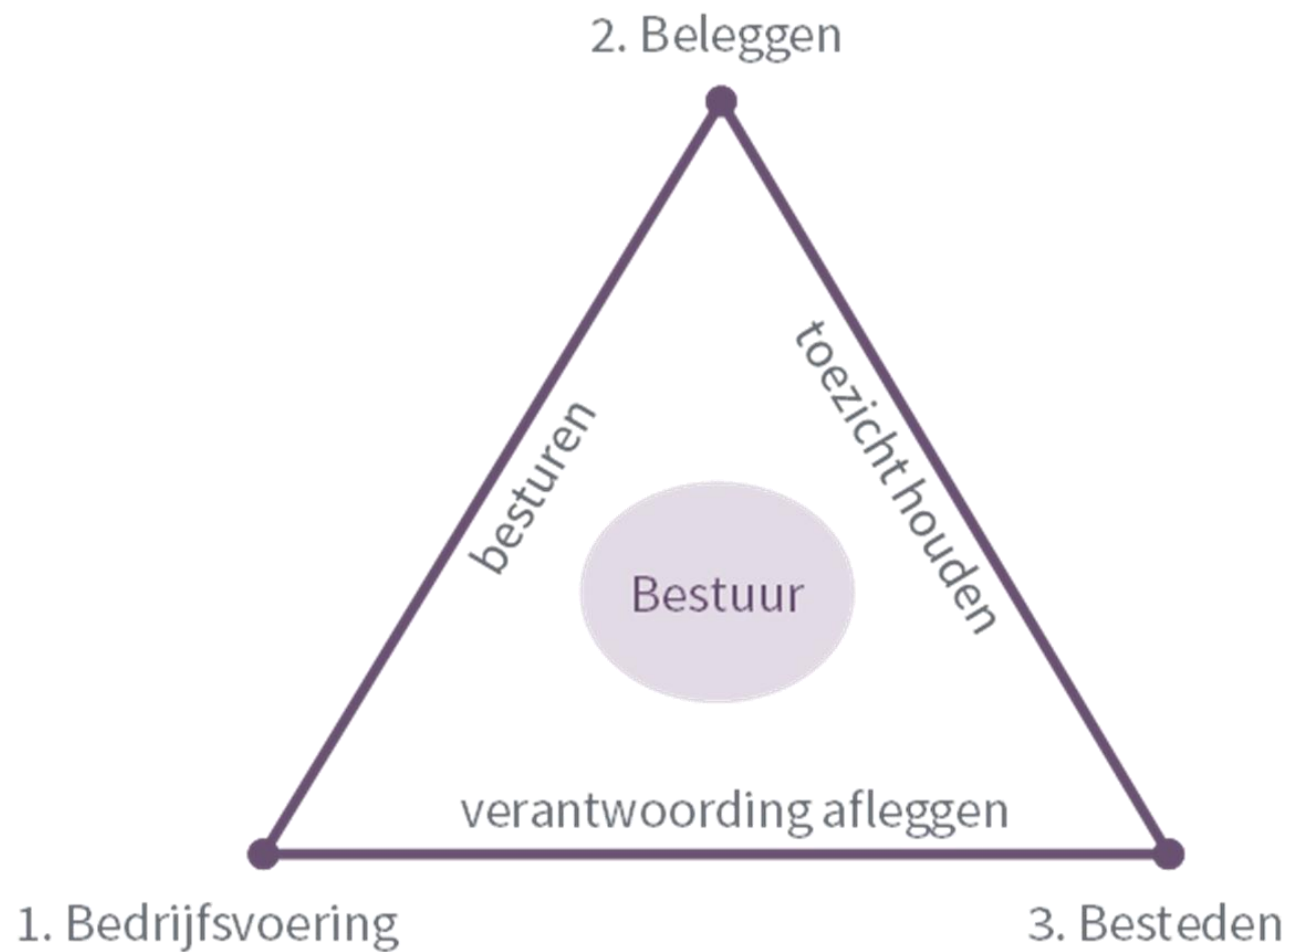 2. Beleggen
besturen
toezicht houden
Bestuur
verantwoording afleggen
1. Bedrijfsvoering
3. Besteden